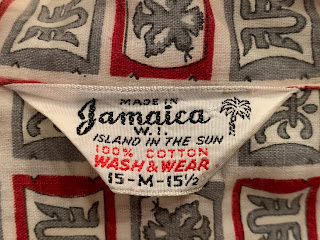 MADE IN
Jamaica
W.I.
ISLAND IN THE SUN
100% COTTON
WASH & WEAR
15-M-15½